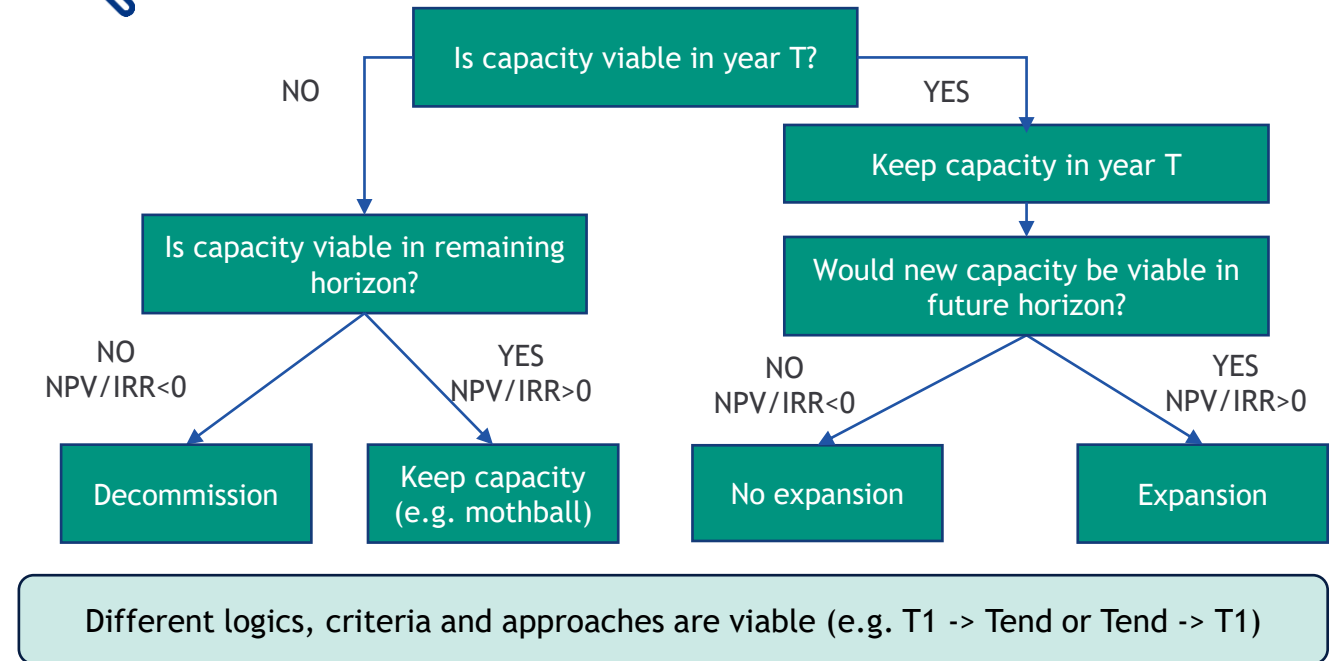 Is capacity viable in year T?
NO
YES
Keep capacity in year T
Is capacity viable in remaining
horizon?
Would new capacity be viable in
future horizon?
NO
NPV/IRR<0
YES
NPV/IRR>0
NO
NPV/IRR<0
YES
NPV/IRR>0
Decommission
Keep capacity
(e.g. mothball)
No expansion
Expansion
Different logics, criteria and approaches are viable (e.g. T1 -> Tend or Tend -> T1)